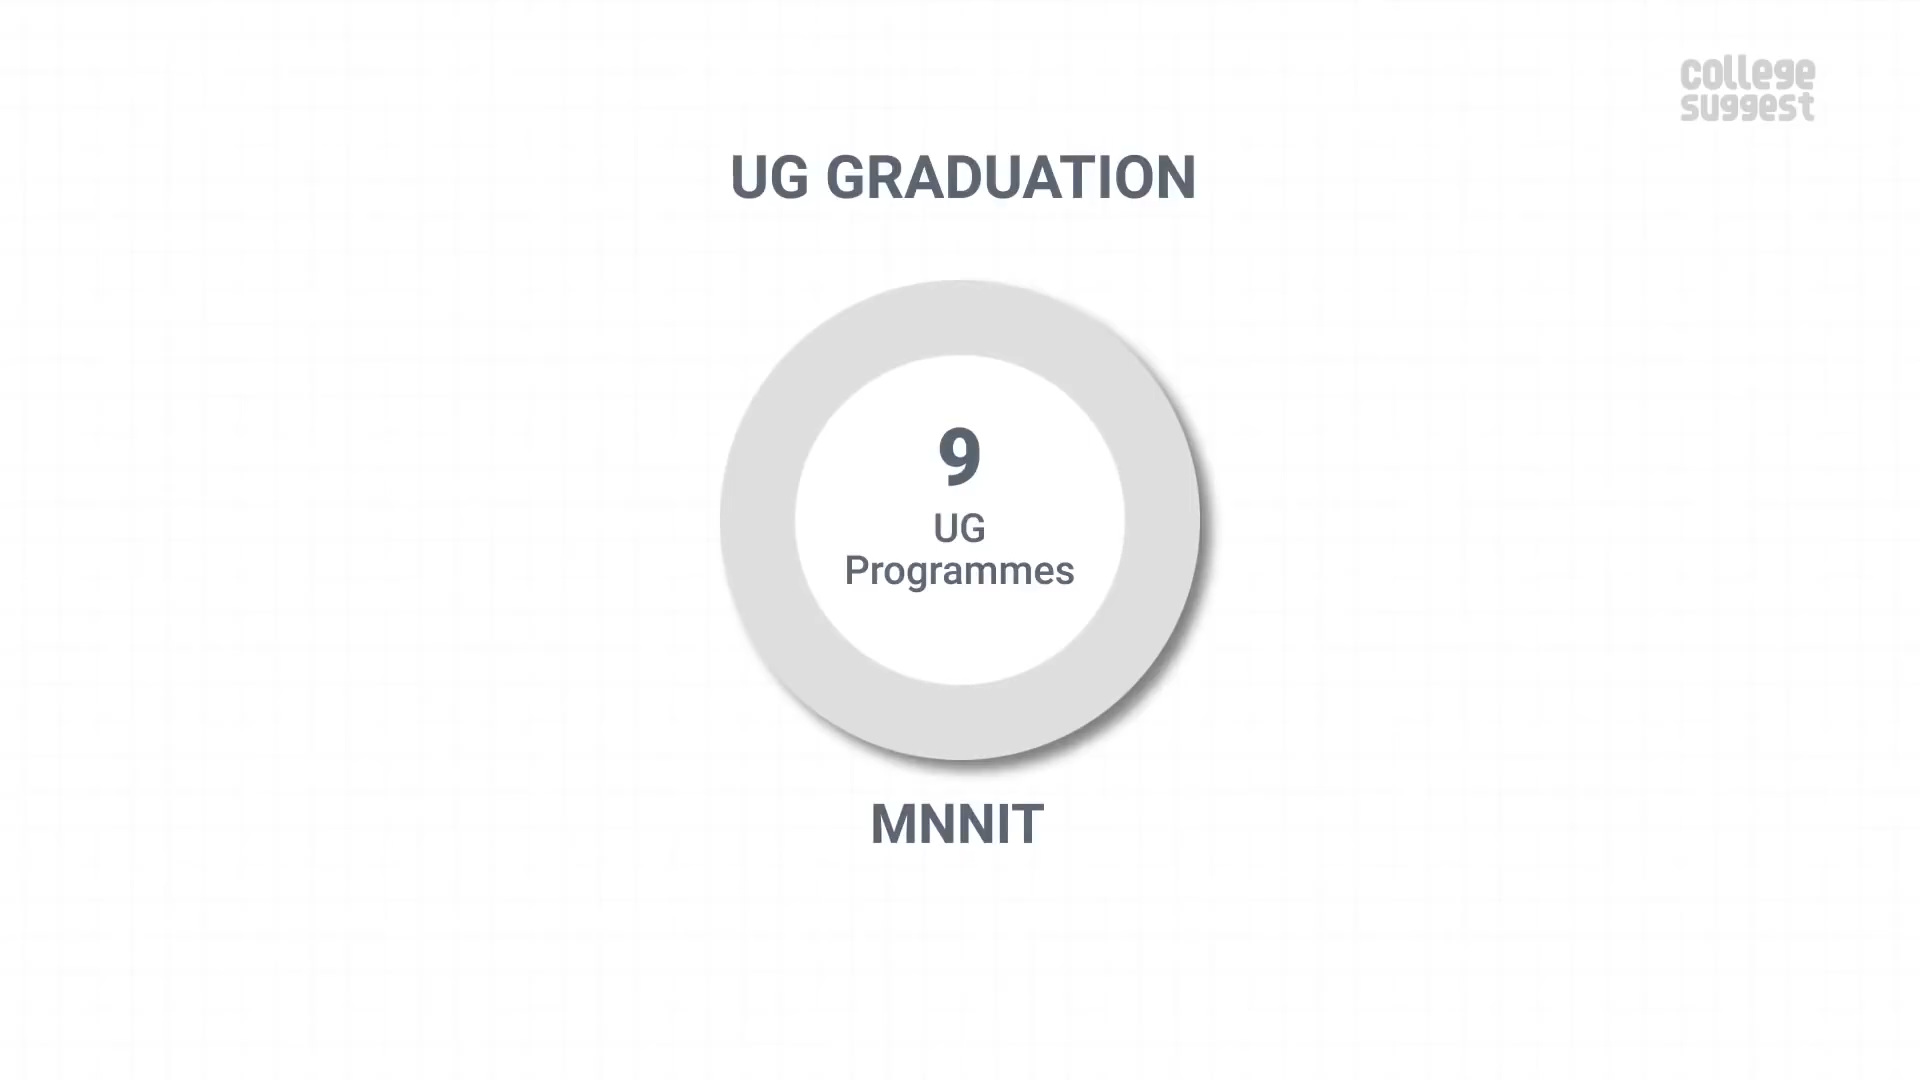 college
suggest
UG GRADUATION
9
UG
Programmes
MNNIT